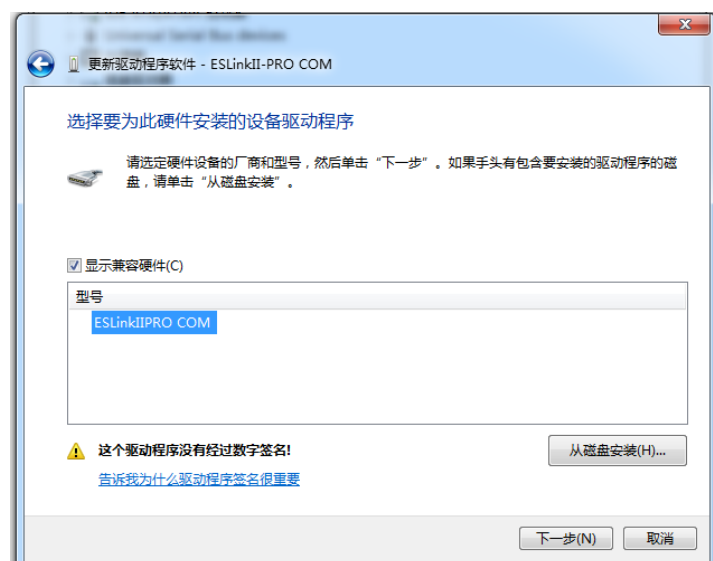 Universal Serial Bus devices
更新驱动程序软件 - ESLinkII-PRO COM
选择要为此硬件安装的设备驱动程序
请选定硬件设备的厂商和型号，然后单击“下一步”。如果手头有包含要安装的驱动程序的磁
盘，请单击“从磁盘安装”。
显示兼容硬件(C)
型号
ESLinkIIPRO COM
这个驱动程序没有经过数字签名!
从磁盘安装(H)...
告诉我为什么驱动程序签名很重要
下一步(N)
取消